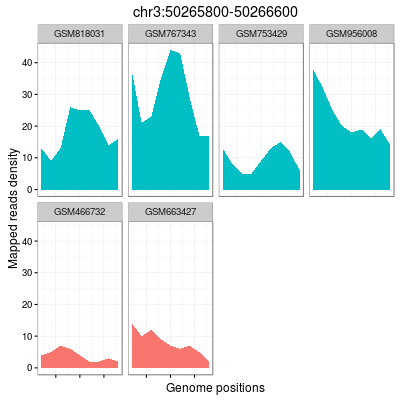 chr3:50265800-50266600
GSM818031 GSM767343 GSM753429 GSM956008
40
30
20
10
0
GSM466732 GSM663427
40
30
20
10
0
Mapped reads density
Genome positions